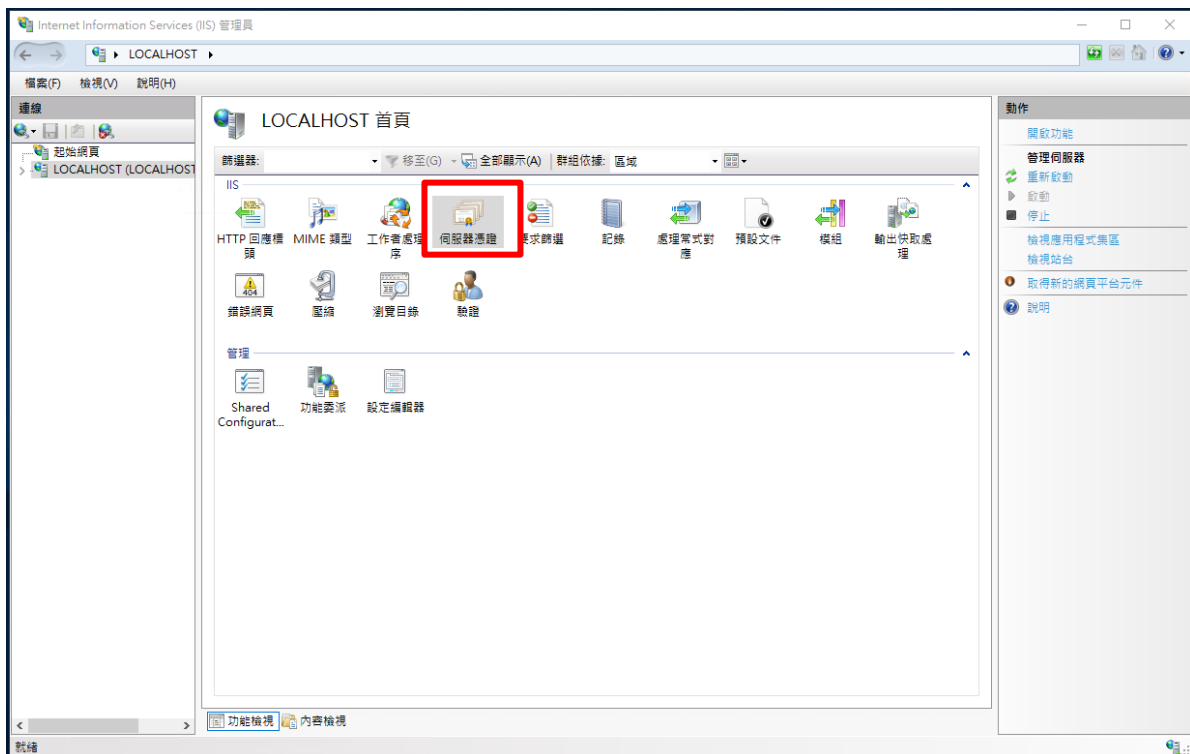 Internet Information Services (IIS) 管理員
LOCALHOST
檔案(F) 檢視(V) 說明(H)
連線
起始網頁
LOCALHOST (LOCALHOST
LOCALHOST 首頁
篩選器: 移至(G) 全部顯示(A) 群組依據: 區域
IIS
HTTP 回應標頭
MIME 類型
工作者處理序
伺服器憑證
要求篩選
記錄
處理常式對應
預設文件
模組
輸出快取處理
錯誤網頁
404
壓縮
瀏覽目錄
驗證
管理
Shared
Configurat...
功能委派
設定編輯器
功能檢視 內容檢視
動作
開啟功能
管理伺服器
重新啟動
啟動
停止
檢視應用程式集區
檢視站台
取得新的網頁平台元件
說明
就緒